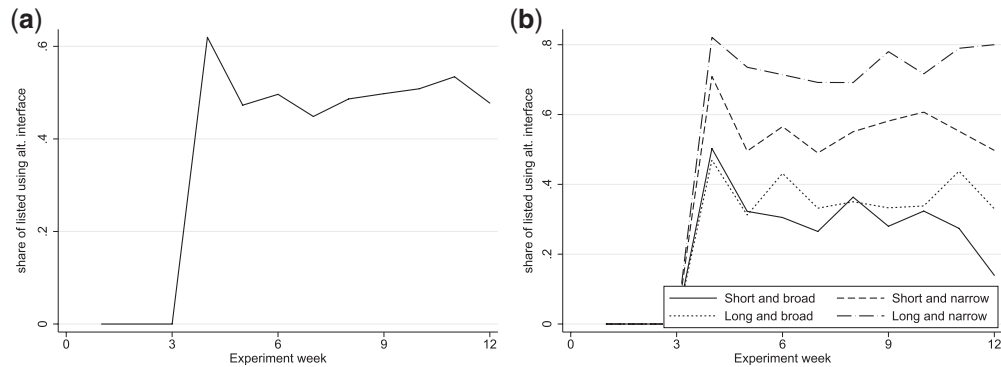 (a)
share of listed using alt. interface
.6
.4
.2
0
0 3 6 9 12
Experiment week
(b)
share of listed using alt. interface
.8
.6
.4
.2
0
Short and broad Short and narrow
Long and broad Long and narrow
0 3 6 9 12
Experiment week